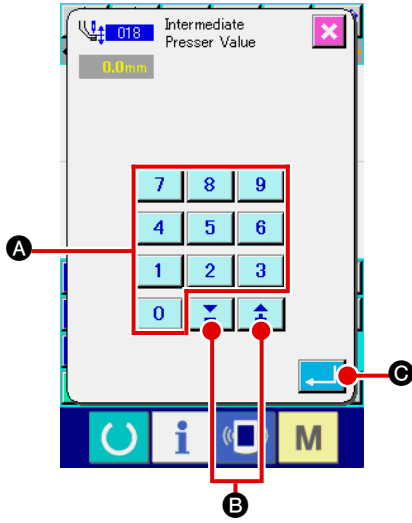 018 Intermediate
Presser Value
0.0mm
7 8 9
4 5 6
A
1 2 3
0
C
M
B